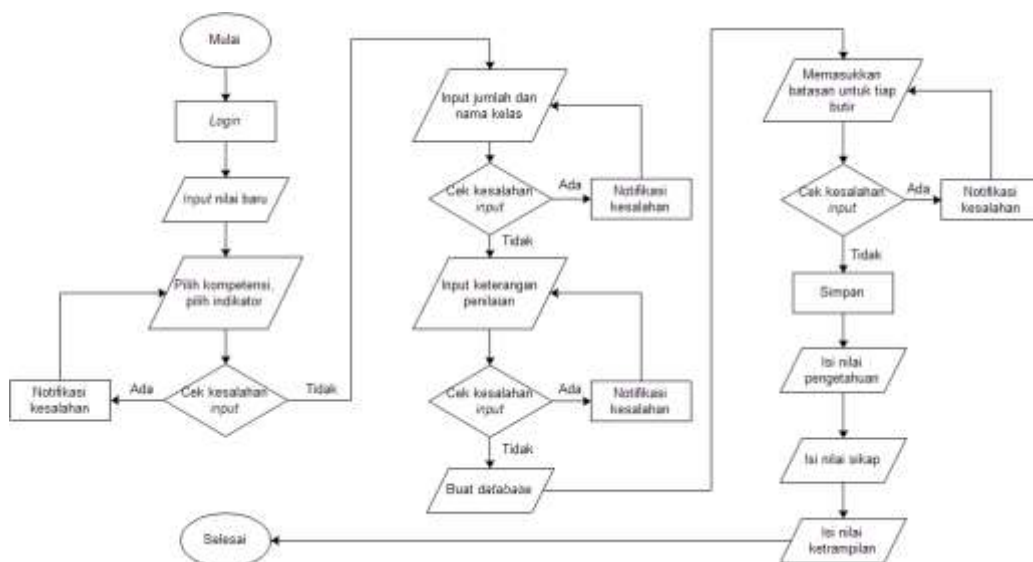 Mulai
Login
Input nilai baru
Pilih kompetensi,
pilih indikator
Cek kesalahan
input
Ada
Notifikasi
kesalahan
Tidak
Input jumlah dan
nama kelas
Cek kesalahan
input
Ada
Notifikasi
kesalahan
Tidak
Input keterangan
penilaian
Cek kesalahan
input
Ada
Notifikasi
kesalahan
Tidak
Buat database
Memasukkan
batasan untuk tiap
butir
Cek kesalahan
input
Ada
Notifikasi
kesalahan
Tidak
Simpan
Isi nilai
pengetahuan
Isi nilai sikap
Isi nilai
ketrampilan
Selesai